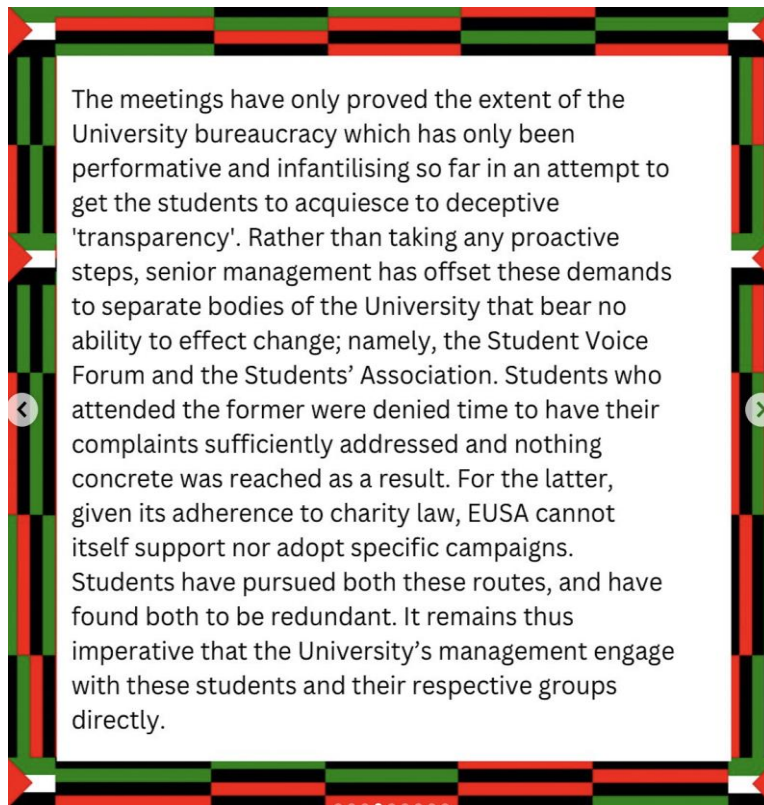 The meetings have only proved the extent of the
University bureaucracy which has only been
performative and infantilising so far in an attempt to
get the students to acquiesce to deceptive
'transparency'. Rather than taking any proactive
steps, senior management has offset these demands
to separate bodies of the University that bear no
ability to effect change; namely, the Student Voice
Forum and the Students’ Association. Students who
attended the former were denied time to have their
complaints sufficiently addressed and nothing
concrete was reached as a result. For the latter,
given its adherence to charity law, EUSA cannot
itself support nor adopt specific campaigns.
Students have pursued both these routes, and have
found both to be redundant. It remains thus
imperative that the University’s management engage
with these students and their respective groups
directly.